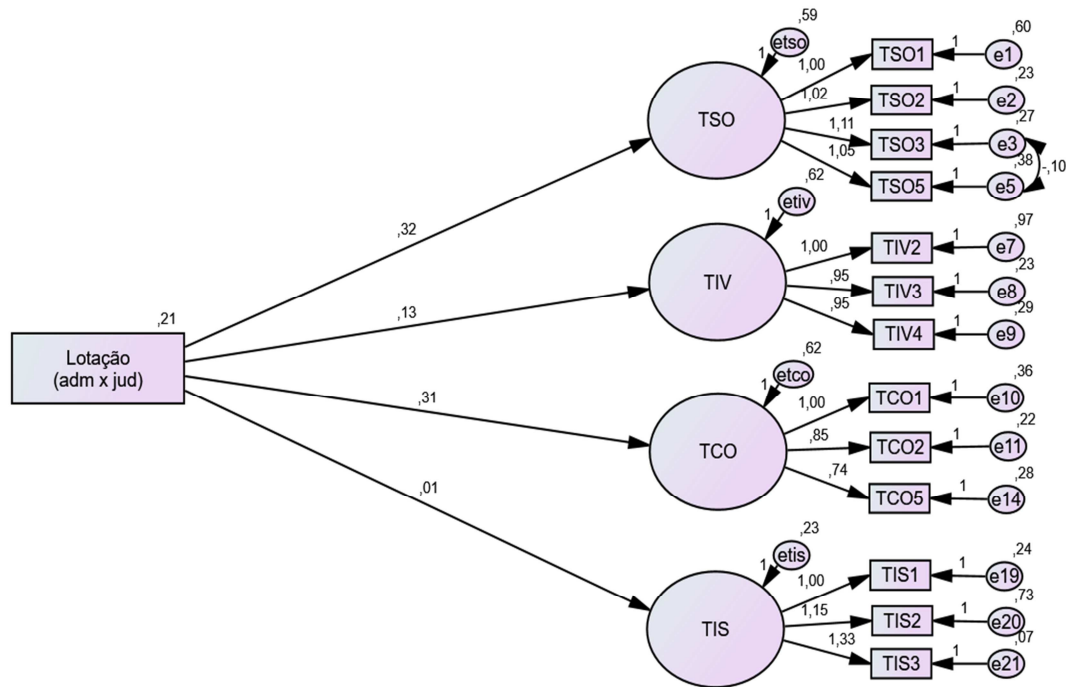 ,59
etso
1
,60
1,00
TSO1
1
e1
,23
1,02
TSO2
1
e2
TSO
,27
1,11
TSO3
1
e3
,38
-,10
1,05
TSO5
1
e5
,32
,62
etiv
1
,97
1,00
TIV2
1
e7
,23
TIV
,95
TIV3
1
e8
,29
,95
TIV4
1
e9
,13
,21
Lotação
(adm x jud)
,62
etco
1
,36
1,00
TCO1
1
e10
,31
,22
TCO
,85
TCO2
1
e11
,28
,74
TCO5
1
e14
,01
,23
etis
1
,24
1,00
TIS1
1
e19
,73
1,15
TIS2
1
e20
TIS
,07
1,33
TIS3
1
e21